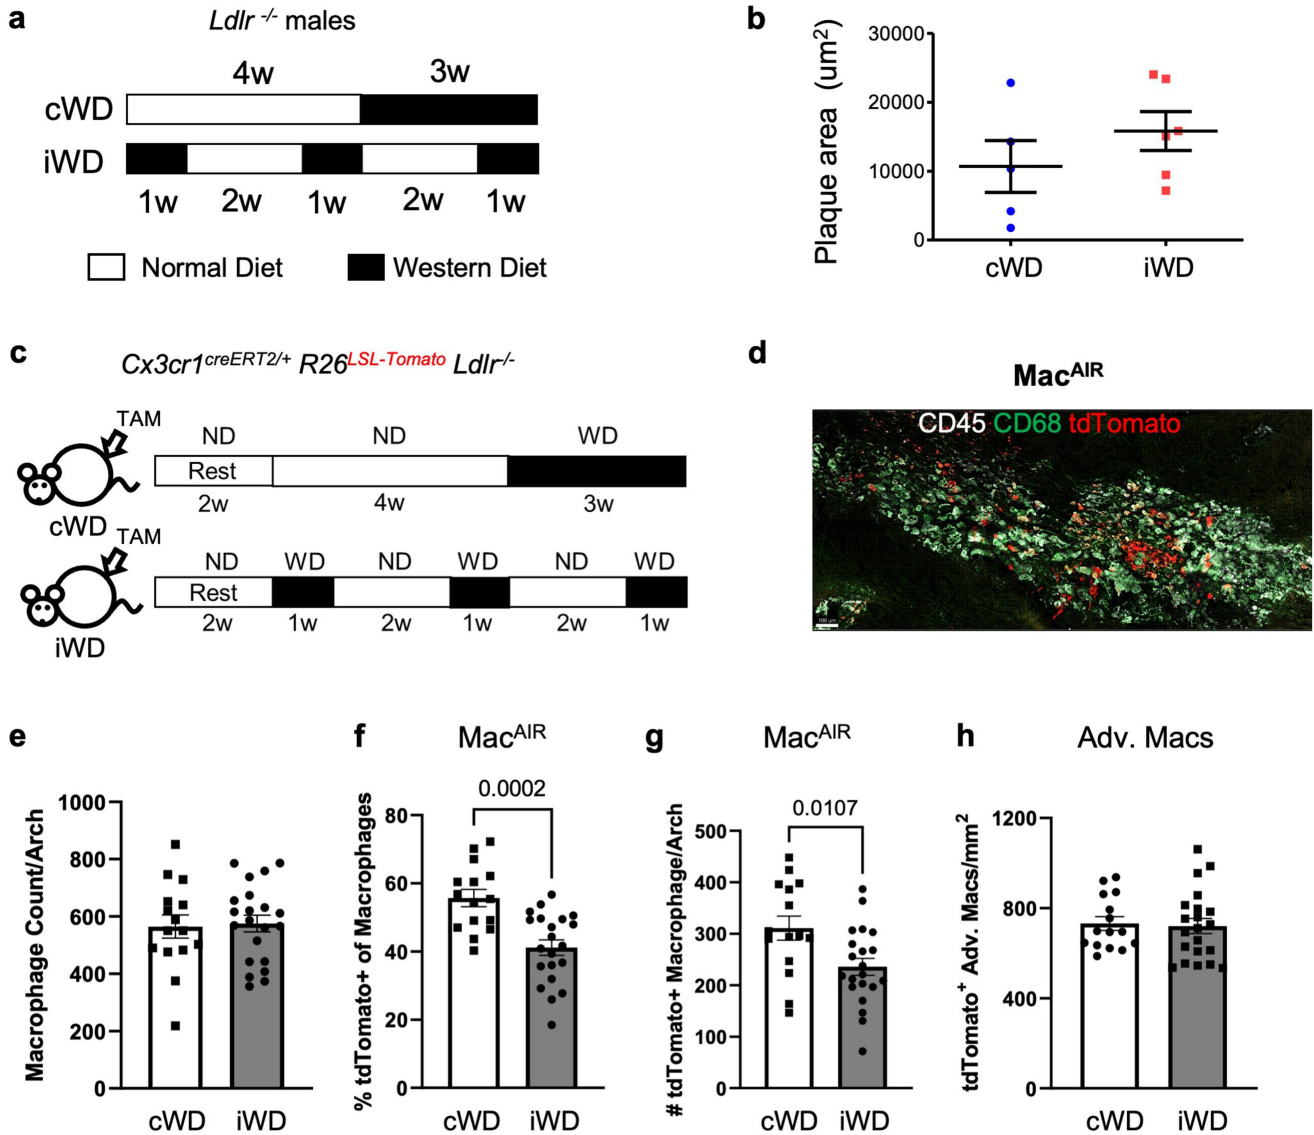 a
Ldlr -/- males
4w 3w
cWD
iWD
1w 2w 1w 2w 1w
Normal Diet Western Diet
b
Plaque area (um2)
30000
20000
10000
0
cWD iWD
c
Cx3cr1creERT2/+ R26LSL-Tomato Ldlr-/-
TAM
ND ND WD
Rest
2w 4w 3w
cWD
TAM
ND WD ND WD ND WD
Rest
2w 1w 2w 1w 2w 1w
iWD
d
MacAIR
CD45 CD68 tdTomato
100 µm
e
Macrophage Count/Arch
1000
800
600
400
200
0
cWD iWD
f
MacAIR
0.0002
% tdTomato+ of Macrophages
80
60
40
20
0
cWD iWD
g
MacAIR
0.0107
# tdTomato+ Macrophage/Arch
500
400
300
200
100
0
cWD iWD
h
Adv. Macs
tdTomato+ Adv. Macs/mm2
1200
800
400
0
cWD iWD